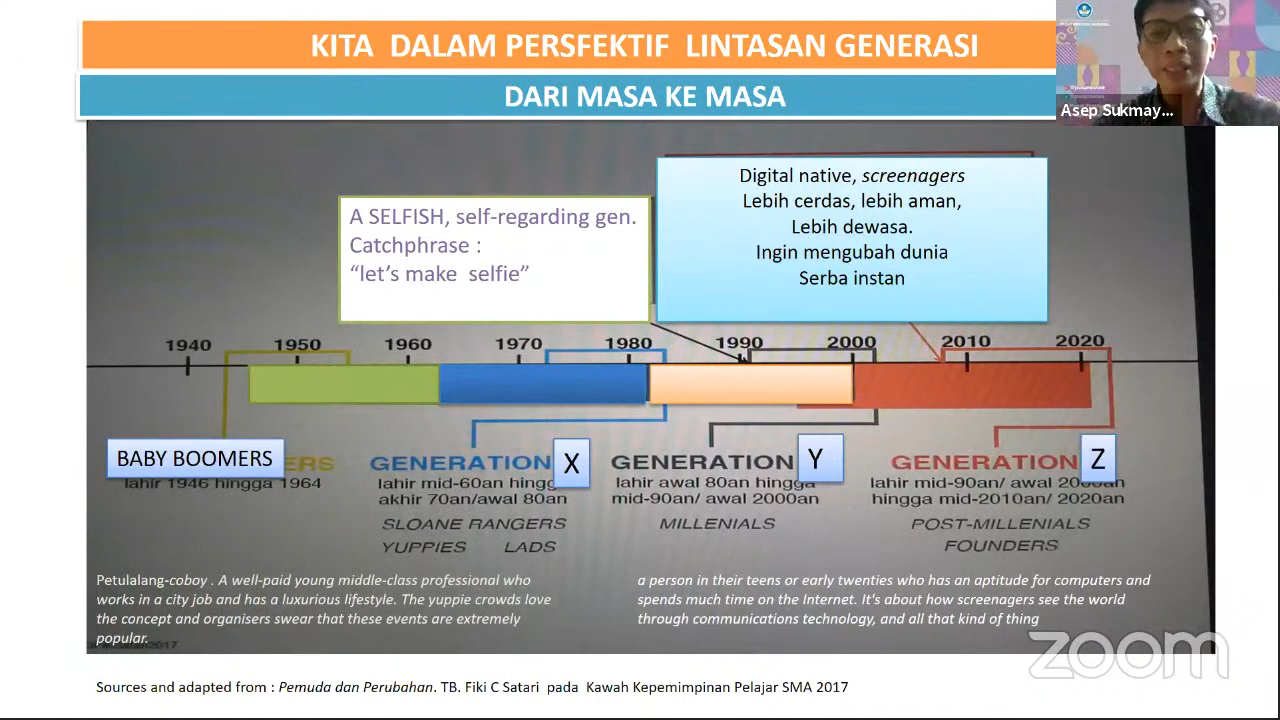 KITA DALAM PERSFEKTIF LINTASAN GENERASI
DARI MASA KE MASA
Asep Sukmay...
A SELFISH, self-regarding gen.
Catchphrase :
“let’s make selfie”
Digital native, screenagers
Lebih cerdas, lebih aman,
Lebih dewasa.
Ingin mengubah dunia
Serba instan
1940 1950 1960 1970 1980 1990 2000 2010 2020
BABY BOOMERS
lahir 1946 hingga 1964
GENERATION X
lahir mid-60an hingg
akhir 70an/awal 80an
SLOANE RANGERS
YUPPIES LADS
GENERATION Y
lahir awal 80an hingga
mid-90an/ awal 2000an
MILLENIALS
GENERATION Z
lahir mid-90an/ awal 2000an
hingga mid-2010an/ 2020an
POST-MILLENIALS
FOUNDERS
Petulalang-coboy . A well-paid young middle-class professional who
works in a city job and has a luxurious lifestyle. The yuppie crowds love
the concept and organisers swear that these events are extremely
popular.
a person in their teens or early twenties who has an aptitude for computers and
spends much time on the Internet. It's about how screenagers see the world
through communications technology, and all that kind of thing
zoom
Sources and adapted from : Pemuda dan Perubahan. TB. Fiki C Satari pada Kawah Kepemimpinan Pelajar SMA 2017